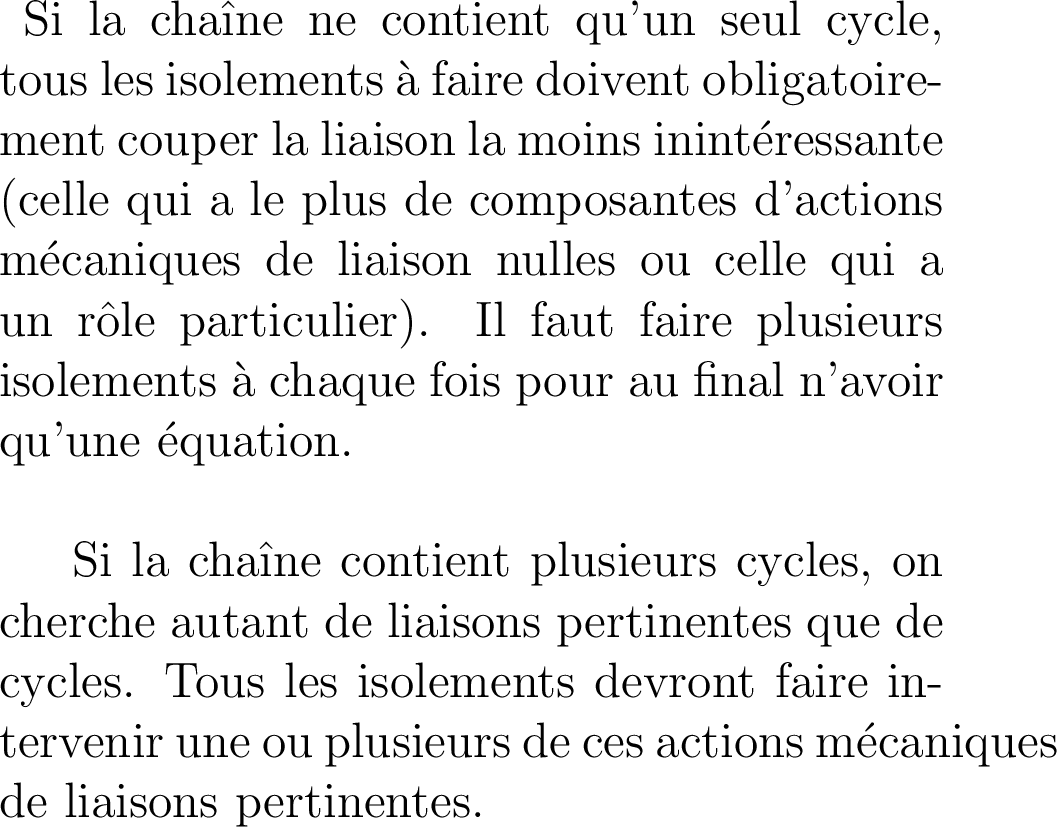 Si la chaîne ne contient qu'un seul cycle,
tous les isolements à faire doivent obligatoire-
ment couper la liaison la moins inintéressante
(celle qui a le plus de composantes d'actions
mécaniques de liaison nulles ou celle qui a
un rôle particulier). Il faut faire plusieurs
isolements à chaque fois pour au final n'avoir
qu'une équation.
Si la chaîne contient plusieurs cycles, on
cherche autant de liaisons pertinentes que de
cycles. Tous les isolements devront faire in-
tervenir une ou plusieurs de ces actions mécaniques
de liaisons pertinentes.